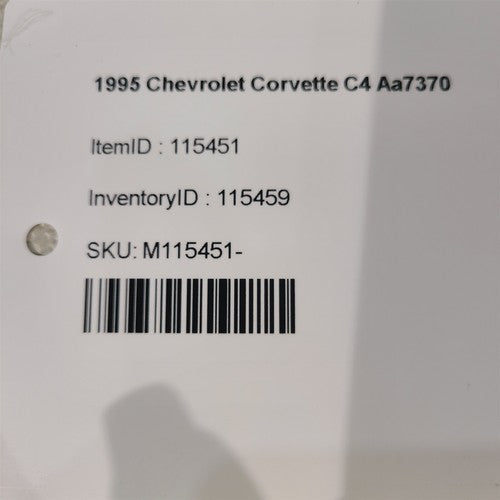 1995 Chevrolet Corvette C4 Aa7370
ItemID : 115451
InventoryID : 115459
SKU: M115451-